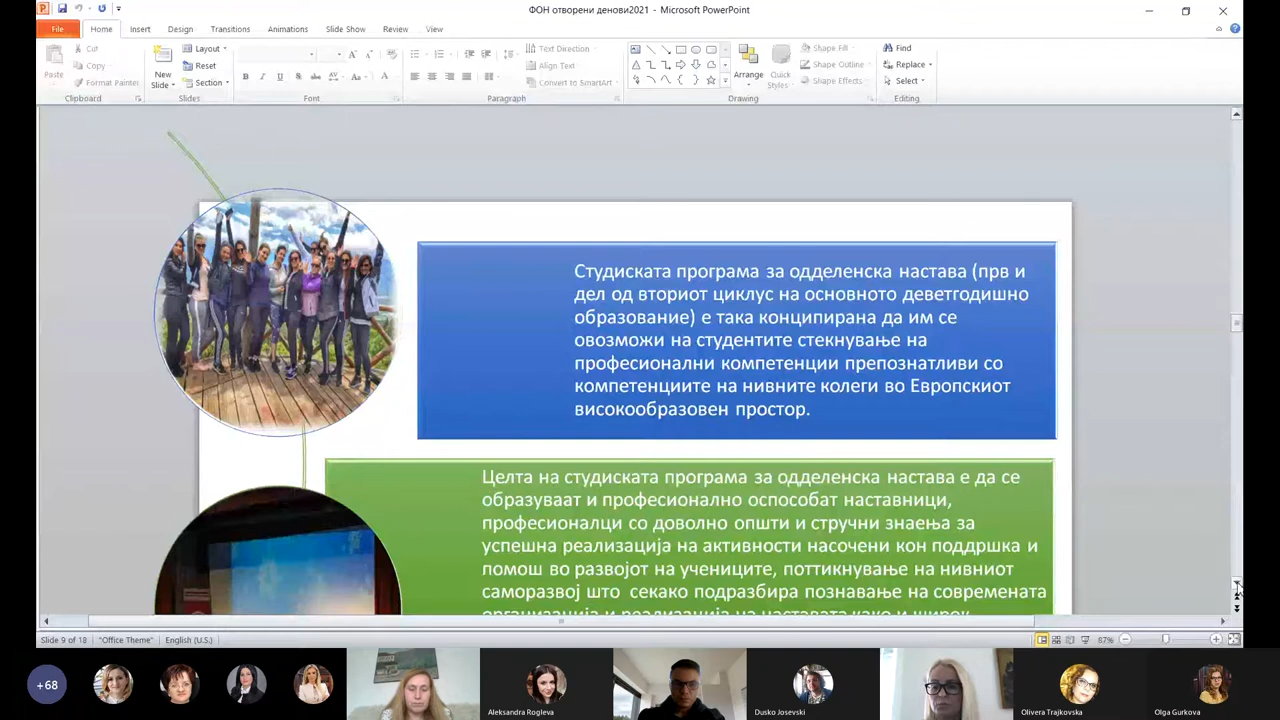 ФОН отворени денови2021 - Microsoft PowerPoint
File Home Insert Design Transitions Animations Slide Show Review View
Paste
Cut
Copy
Format Painter
Clipboard
New Slide
Layout
Reset
Section
Slides
Font
Text Direction
Align Text
Convert to SmartArt
Paragraph
Arrange
Quick Styles
Shape Fill
Shape Outline
Shape Effects
Drawing
Find
Replace
Select
Editing
Студиската програма за одделенска настава (прв и
дел од вториот циклус на основното деветгодишно
образование) е така конципирана да им се
овозможи на студентите стекнување на
професионални компетенции препознатливи со
компетенциите на нивните колеги во Европскиот
високообразовен простор.
Целта на студиската програма за одделенска настава е да се
образуваат и професионално оспособат наставници,
професионалци со доволно општи и стручни знаења за
успешна реализација на активности насочени кон поддршка и
помош во развојот на учениците, поттикнување на нивниот
саморазвој што секако подразбира познавање на современата
организација и реализација на наставата како и широк
Slide 9 of 18 "Office Theme" English (U.S.) 87%
+68
Aleksandra Rogleva
Dusko Josevski
Olivera Trajkovska
Olga Gurkova